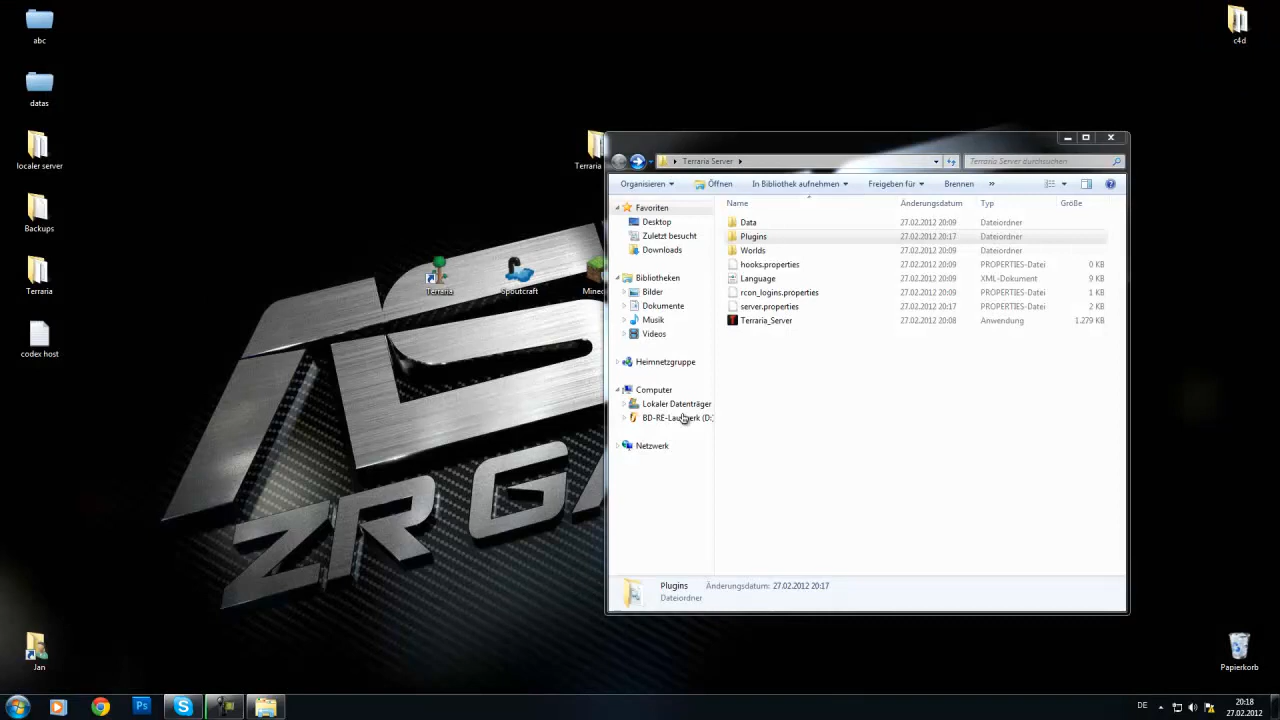 abc
datas
localer server
Backups
Terraria
codex host
Jan
Terraria
Terraria
Spoutcraft
Minec
c4d
Papierkorb
ZR GA
Terraria Server
Terraria Server durchsuchen
Organisieren
Öffnen
In Bibliothek aufnehmen
Freigeben für
Brennen
»
Favoriten
Desktop
Zuletzt besucht
Downloads
Bibliotheken
Bilder
Dokumente
Musik
Videos
Heimnetzgruppe
Computer
Lokaler Datenträger
BD-RE-Laufwerk (D:)
Netzwerk
Name Änderungsdatum Typ Größe
Data 27.02.2012 20:09 Dateiordner
Plugins 27.02.2012 20:17 Dateiordner
Worlds 27.02.2012 20:09 Dateiordner
hooks.properties 27.02.2012 20:09 PROPERTIES-Datei 0 KB
Language 27.02.2012 20:09 XML-Dokument 9 KB
rcon_logins.properties 27.02.2012 20:09 PROPERTIES-Datei 1 KB
server.properties 27.02.2012 20:17 PROPERTIES-Datei 2 KB
Terraria_Server 27.02.2012 20:08 Anwendung 1.279 KB
Plugins Änderungsdatum: 27.02.2012 20:17
Dateiordner
Ps
DE
20:18
27.02.2012